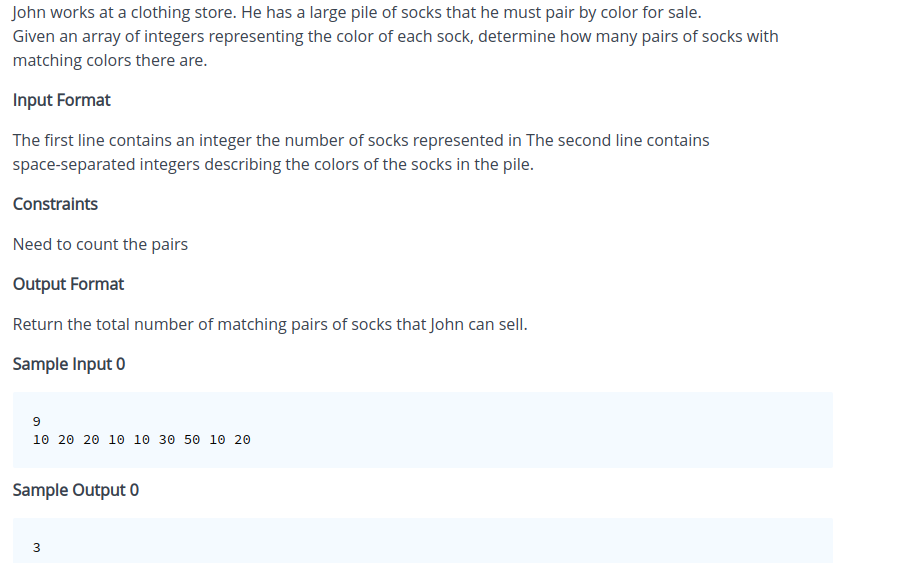 John works at a clothing store. He has a large pile of socks that he must pair by color for sale.
Given an array of integers representing the color of each sock, determine how many pairs of socks with
matching colors there are.
Input Format
The first line contains an integer the number of socks represented in The second line contains
space-separated integers describing the colors of the socks in the pile.
Constraints
Need to count the pairs
Output Format
Return the total number of matching pairs of socks that John can sell.
Sample Input 0
9
10 20 20 10 10 30 50 10 20
Sample Output 0
3